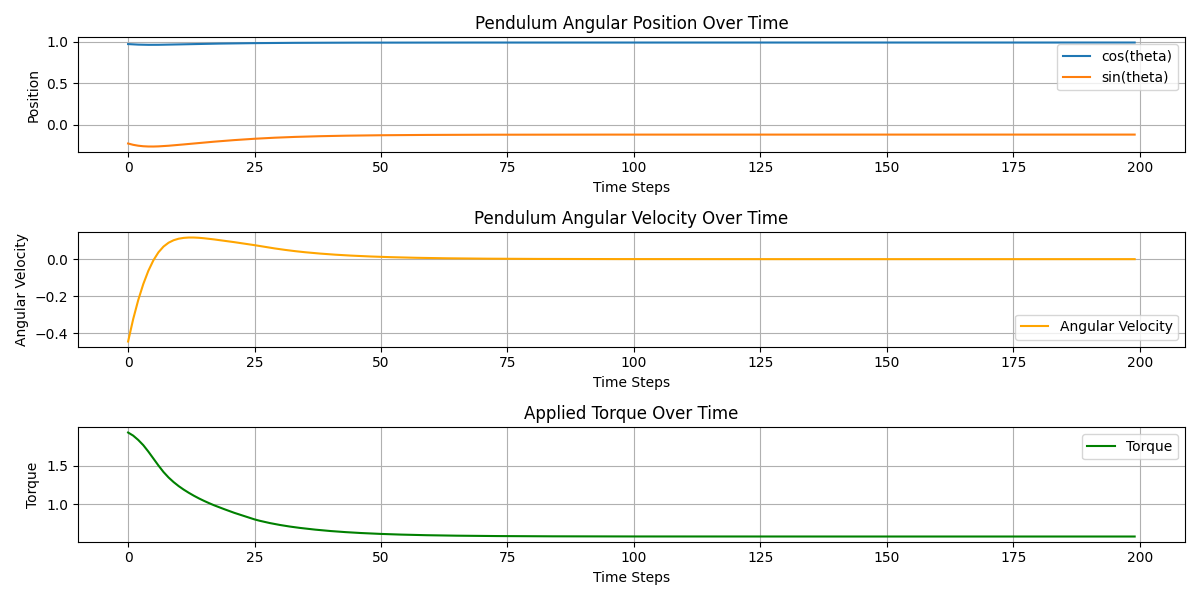 Pendulum Angular Position Over Time
Position
1.0
0.5
0.0
cos(theta)
sin(theta)
0 25 50 75 100 125 150 175 200
Time Steps
Pendulum Angular Velocity Over Time
Angular Velocity
0.0
−0.2
−0.4
Angular Velocity
0 25 50 75 100 125 150 175 200
Time Steps
Applied Torque Over Time
Torque
1.5
1.0
Torque
0 25 50 75 100 125 150 175 200
Time Steps